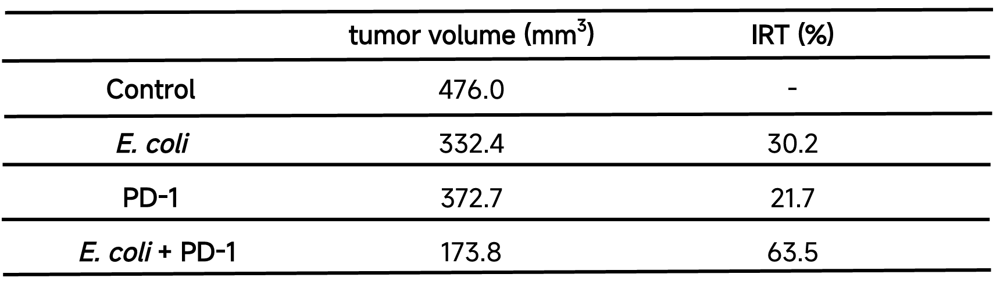 tumor volume (mm³) IRT (%)
Control 476.0 -
E. coli 332.4 30.2
PD-1 372.7 21.7
E. coli + PD-1 173.8 63.5